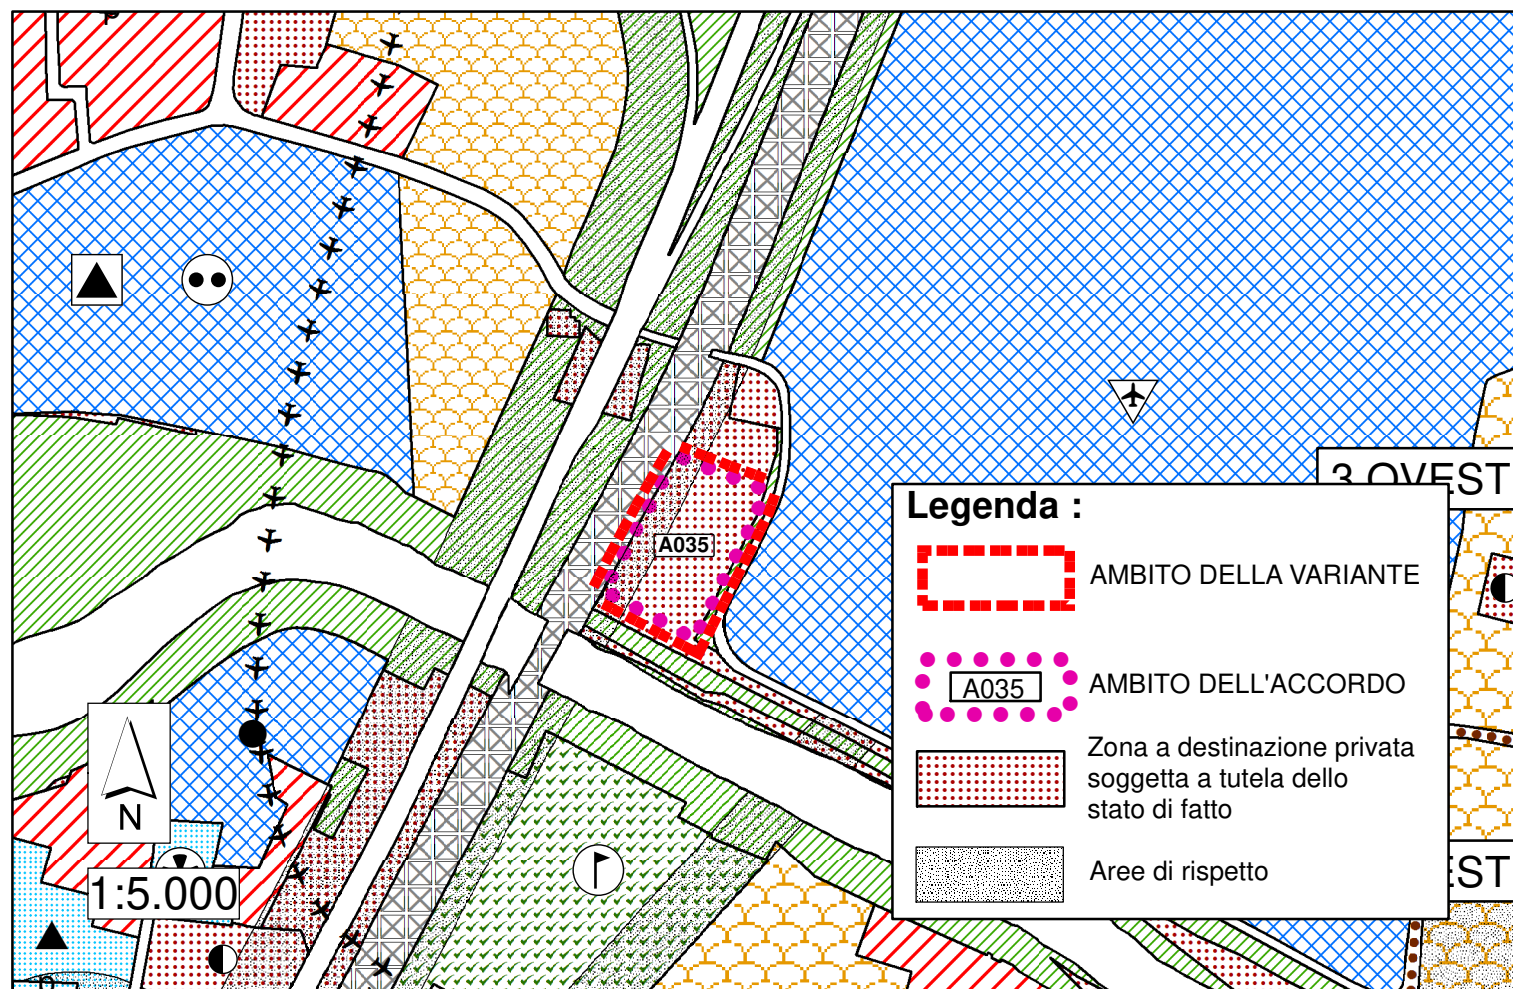 3 OVEST
Legenda :
A035
AMBITO DELLA VARIANTE
A035
AMBITO DELL'ACCORDO
Zona a destinazione privata
soggetta a tutela dello
stato di fatto
Aree di rispetto
N
1:5.000
EST